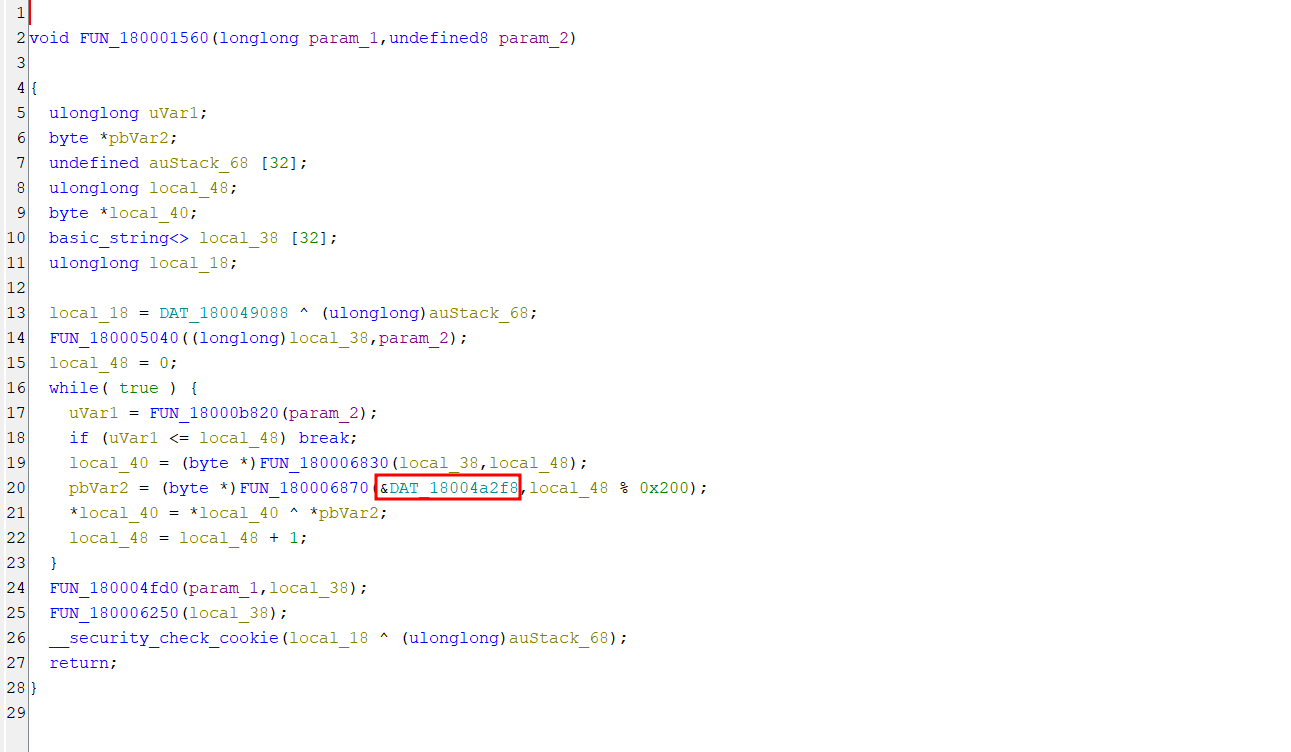 1
2 void FUN_180001560(longlong param_1,undefined8 param_2)
3
4 {
5   ulonglong uVar1;
6   byte *pbVar2;
7   undefined auStack_68 [32];
8   ulonglong local_48;
9   byte *local_40;
10   basic_string<> local_38 [32];
11   ulonglong local_18;
12
13   local_18 = DAT_180049088 ^ (ulonglong)auStack_68;
14   FUN_180005040((longlong)local_38,param_2);
15   local_48 = 0;
16   while( true ) {
17     uVar1 = FUN_18000b820(param_2);
18     if (uVar1 <= local_48) break;
19     local_40 = (byte *)FUN_180006830(local_38,local_48);
20     pbVar2 = (byte *)FUN_180006870(&DAT_18004a2f8,local_48 % 0x200);
21     *local_40 = *local_40 ^ *pbVar2;
22     local_48 = local_48 + 1;
23   }
24   FUN_180004fd0(param_1,local_38);
25   FUN_180006250(local_38);
26   __security_check_cookie(local_18 ^ (ulonglong)auStack_68);
27   return;
28 }
29